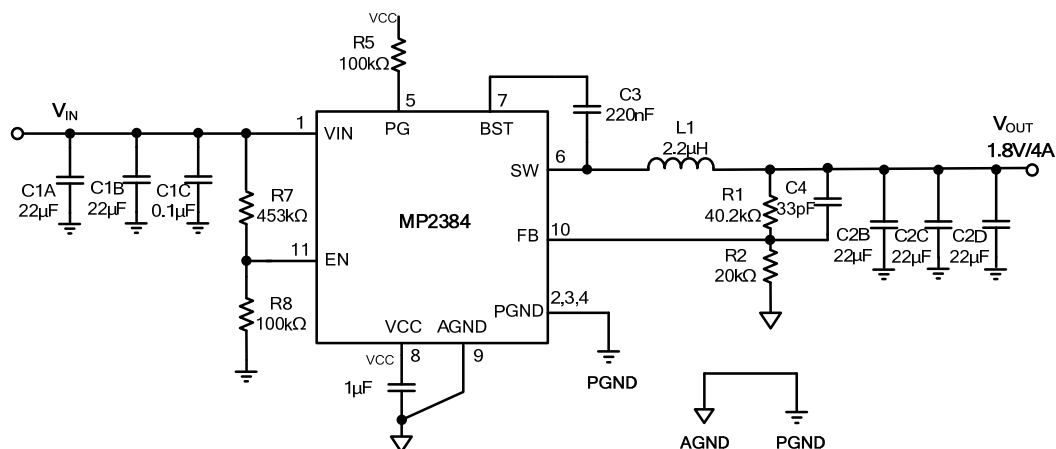 VCC
R5
100kΩ
5
7
C3
220nF
VIN
1
VIN
PG
BST
L1
2.2μH
VOUT
1.8V/4A
SW
6
C1A
22μF
C1B
22μF
C1C
0.1μF
R7
453kΩ
MP2384
R1
40.2kΩ
C4
33pF
FB
10
C2B
22μF
C2C
22μF
C2D
22μF
11
EN
R2
20kΩ
R8
100kΩ
PGND
2,3,4
VCC
AGND
VCC
8
9
1μF
PGND
AGND
PGND